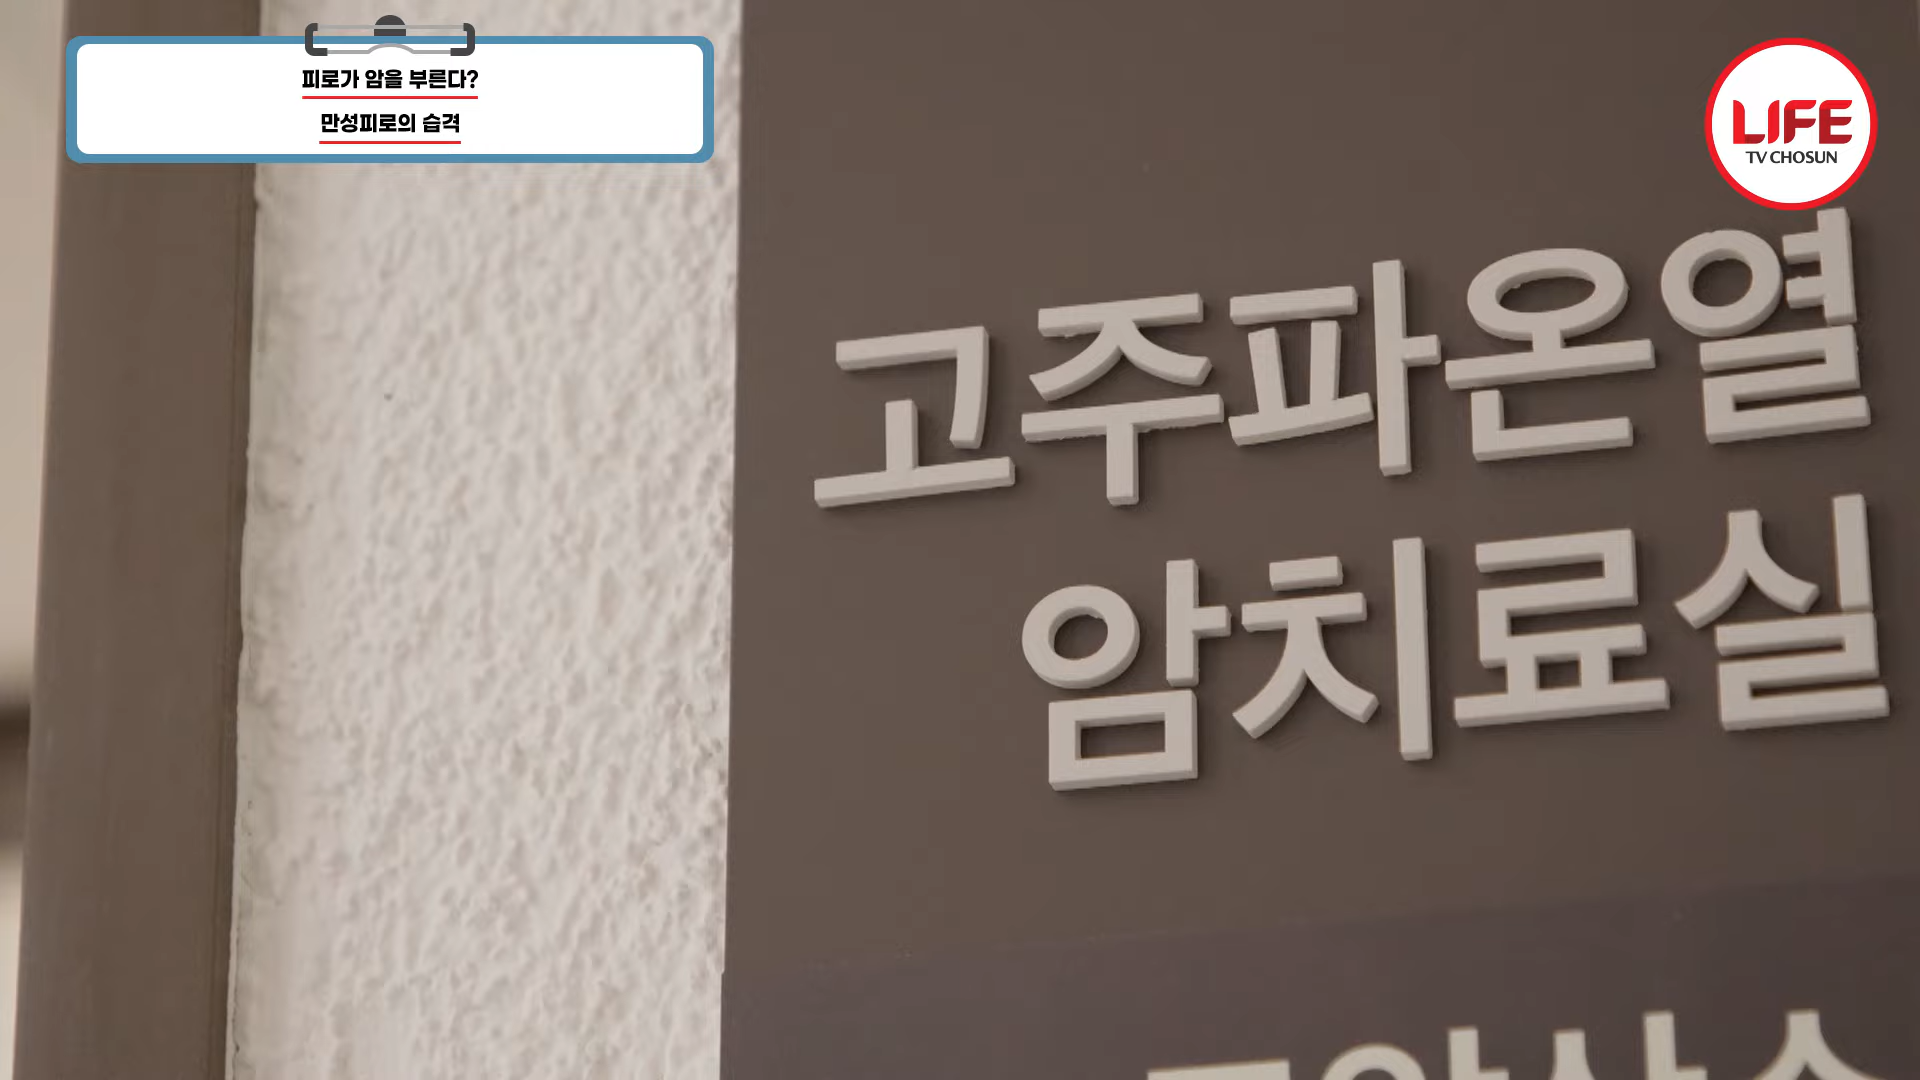 피로가 암을 부른다?
만성피로의 습격
LIFE
TV CHOSUN
고주파온열
암치료실